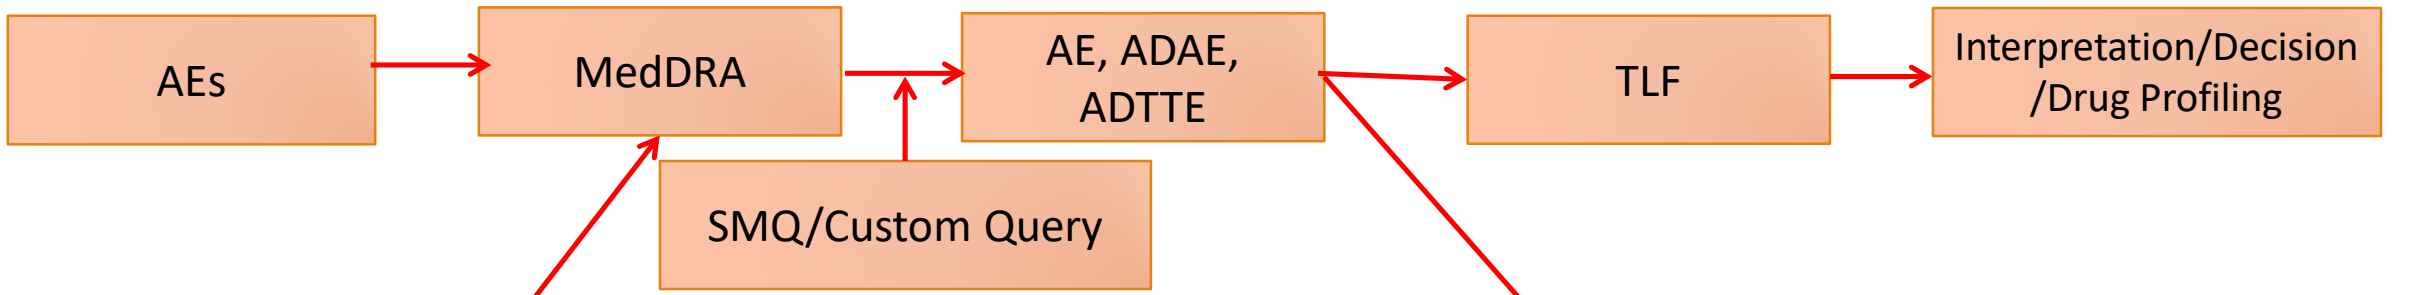 AEs
MedDRA
AE, ADAE,
ADTTE
TLF
Interpretation/Decision
/Drug Profiling
SMQ/Custom Query